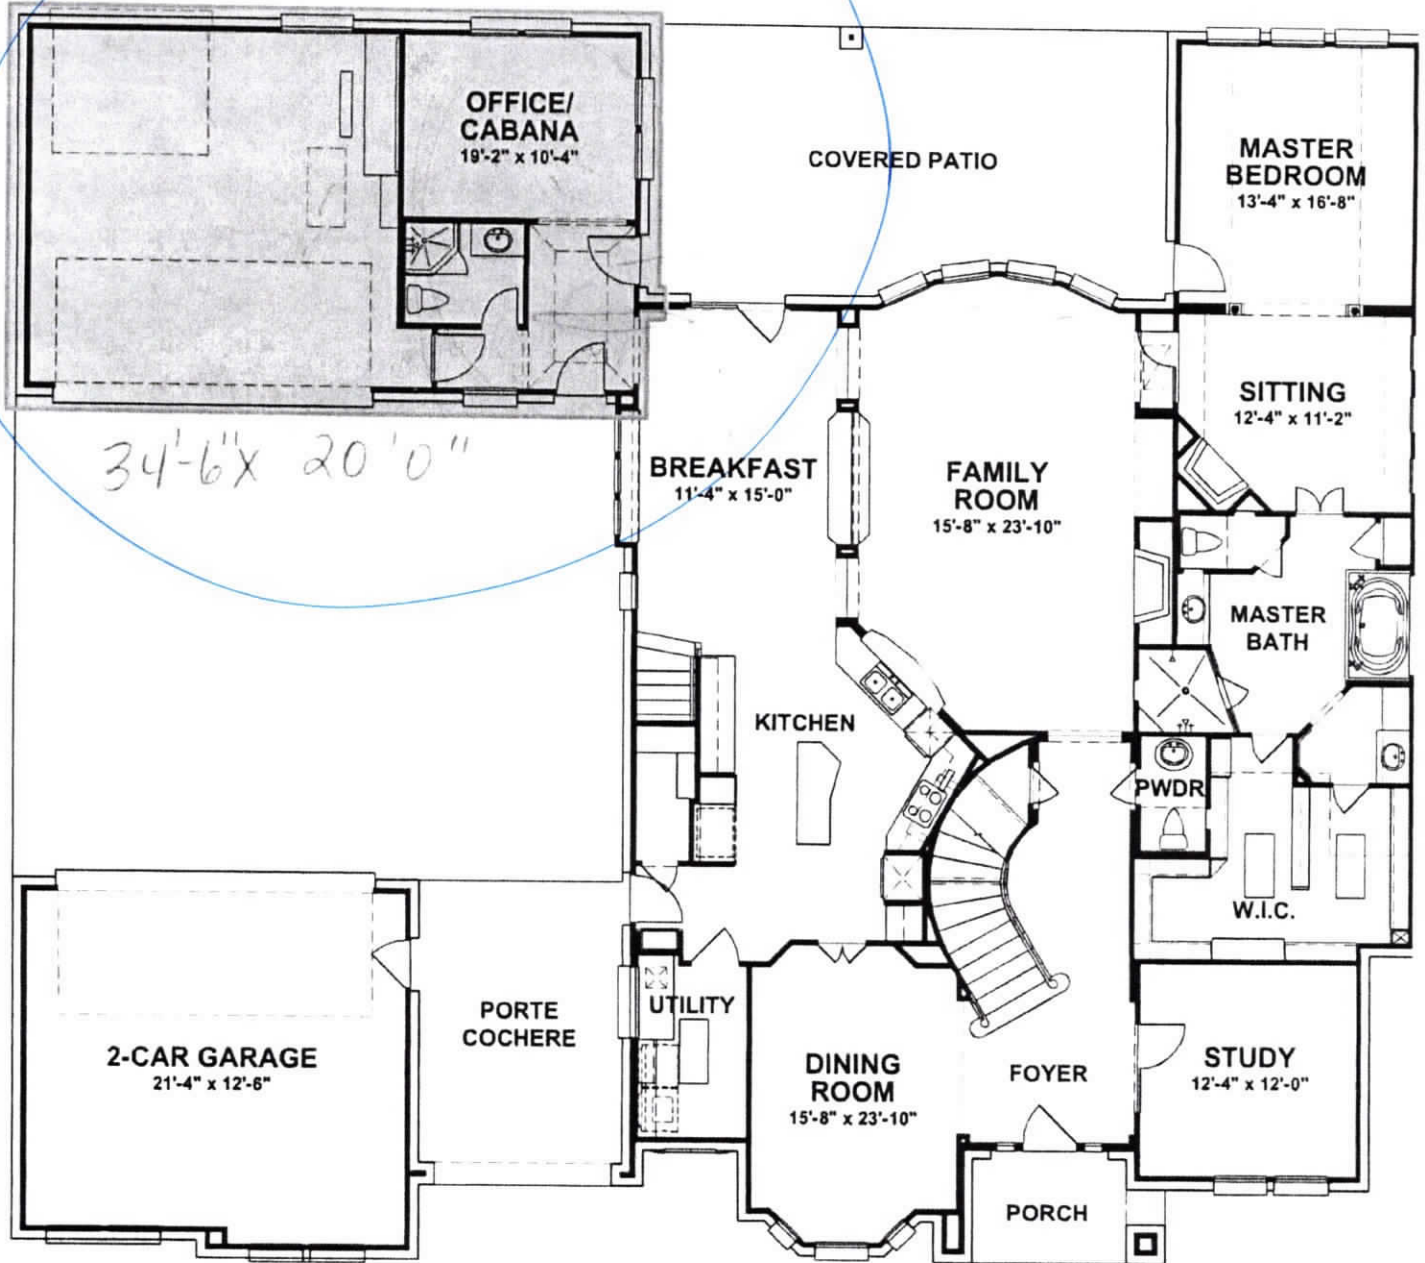 OFFICE/
CABANA
19'-2" x 10'-4"
COVERED PATIO
MASTER
BEDROOM
13'-4" x 16'-8"
SITTING
12'-4" x 11'-2"
34'-6" X 20'0"
BREAKFAST
11'-4" x 15'-0"
FAMILY
ROOM
15'-8" x 23'-10"
MASTER
BATH
KITCHEN
PWDR
W.I.C.
2-CAR GARAGE
21'-4" x 12'-6"
PORTE
COCHERE
UTILITY
DINING
ROOM
15'-8" x 23'-10"
FOYER
STUDY
12'-4" x 12'-0"
PORCH